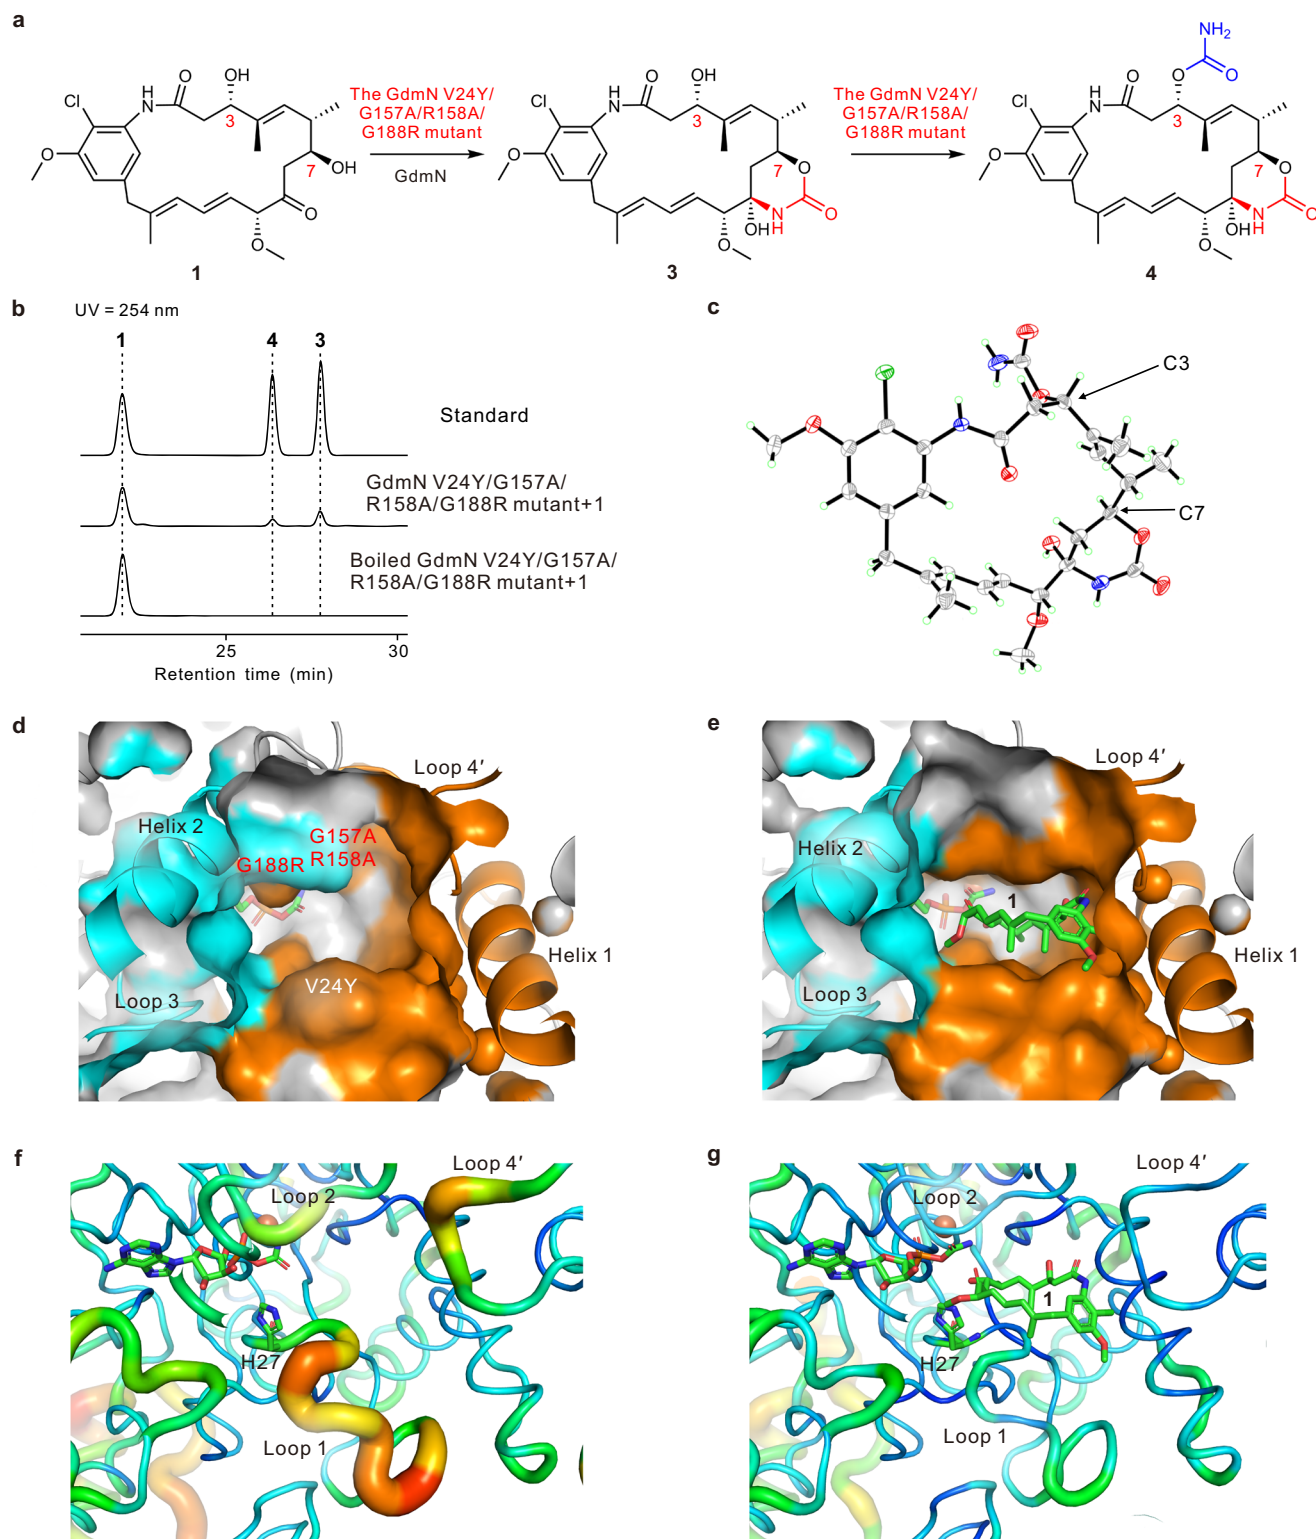 a
NH2
O
O
Cl
NH
O
OH
3
7
OH
O
O
O
1
The GdmN V24Y/
G157A/R158A/
G188R mutant
GdmN
Cl
NH
O
OH
3
7
O
O
NH
OH
O
O
3
The GdmN V24Y/
G157A/R158A/
G188R mutant
Cl
NH
O
3
7
O
O
NH
OH
O
O
4
b
UV = 254 nm
1
4
3
Standard
GdmN V24Y/G157A/
R158A/G188R mutant+1
Boiled GdmN V24Y/G157A/
R158A/G188R mutant+1
25
30
Retention time (min)
c
C3
C7
d
Loop 4′
Helix 2
G157A
G188R
R158A
Helix 1
V24Y
Loop 3
e
Loop 4′
Helix 2
1
Helix 1
Loop 3
f
Loop 4′
Loop 2
H27
Loop 1
g
Loop 4′
Loop 2
1
H27
Loop 1